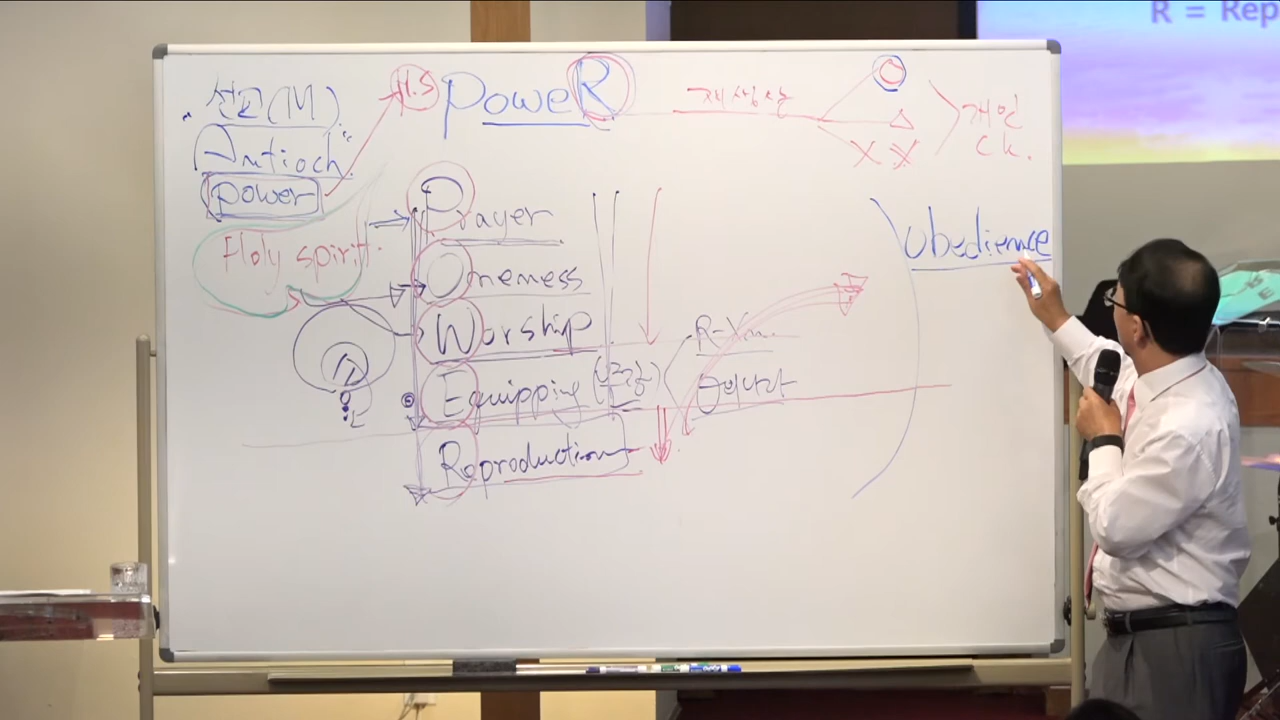 R = Rep
선교(M)
"Antioch"
power
H.S
poweR
재생산
△
X X
개인
ck.
Holy spirit.
Prayer
Oneness
Worship
Equipping
Reproduction
obedience